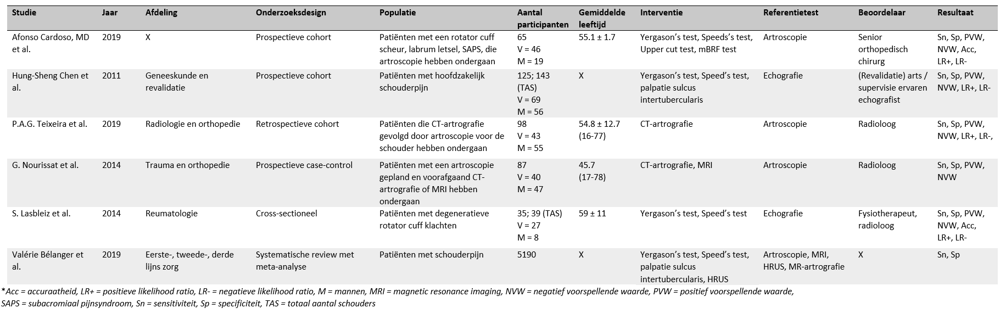 Studie Jaar Afdeling Onderzoeksdesign Populatie Aantal participanten Gemiddelde leeftijd Interventie Referentietest Beoordelaar Resultaat
Afonso Cardoso, MD et al. 2019 X Prospectieve cohort Patiënten met een rotator cuff scheur, labrum letsel, SAPS, die artroscopie hebben ondergaan 65 V = 46 M = 19 55.1 ± 1.7 Yergason’s test, Speeds’s test, Upper cut test, mBRF test Artroscopie Senior orthopedisch chirurg Sn, Sp, PVW, NVW, Acc, LR+, LR-
Hung-Sheng Chen et al. 2011 Geneeskunde en revalidatie Prospectieve cohort Patiënten met hoofdzakelijk schouderpijn 125; 143 (TAS) V = 69 M = 56 X Yergason’s test, Speed’s test, palpatie sulcus intertubercularis Echografie (Revalidatie) arts / supervisie ervaren echografist Sn, Sp, PVW, NVW, LR+, LR-
P.A.G. Teixeira et al. 2019 Radiologie en orthopedie Retrospectieve cohort Patiënten die CT-artrografie gevolgd door artroscopie voor de schouder hebben ondergaan 98 V = 43 M = 55 54.8 ± 12.7 (16-77) CT-artrografie Artroscopie Radioloog Sn, Sp, PVW, NVW, LR+, LR-,
G. Nourissat et al. 2014 Trauma en orthopedie Prospectieve case-control Patiënten met een artroscopie gepland en voorafgaand CT-artrografie of MRI hebben ondergaan 87 V = 40 M = 47 45.7 (17-78) CT-artrografie, MRI Artroscopie Radioloog Sn, Sp, PVW, NVW
S. Lasbleiz et al. 2014 Reumatologie Cross-sectioneel Patiënten met degeneratieve rotator cuff klachten 35; 39 (TAS) V = 27 M = 8 59 ± 11 Yergason’s test, Speed’s test Echografie Fysiotherapeut, radioloog Sn, Sp, PVW, NVW, Acc, LR+, LR-
Valérie Bélanger et al. 2019 Eerste-, tweede-, derde lijns zorg Systematische review met meta-analyse Patiënten met schouderpijn 5190 X Yergason’s test, Speed’s test, palpatie sulcus intertubercularis, HRUS Artroscopie, MRI, HRUS, MR-artrografie X Sn, Sp
*Acc = accuraatheid, LR+ = positieve likelihood ratio, LR- = negatieve likelihood ratio, M = mannen, MRI = magnetic resonance imaging, NVW = negatief voorspellende waarde, PVW = positief voorspellende waarde,
SAPS = subacromiaal pijnsyndroom, Sn = sensitiviteit, Sp = specificiteit, TAS = totaal aantal schouders